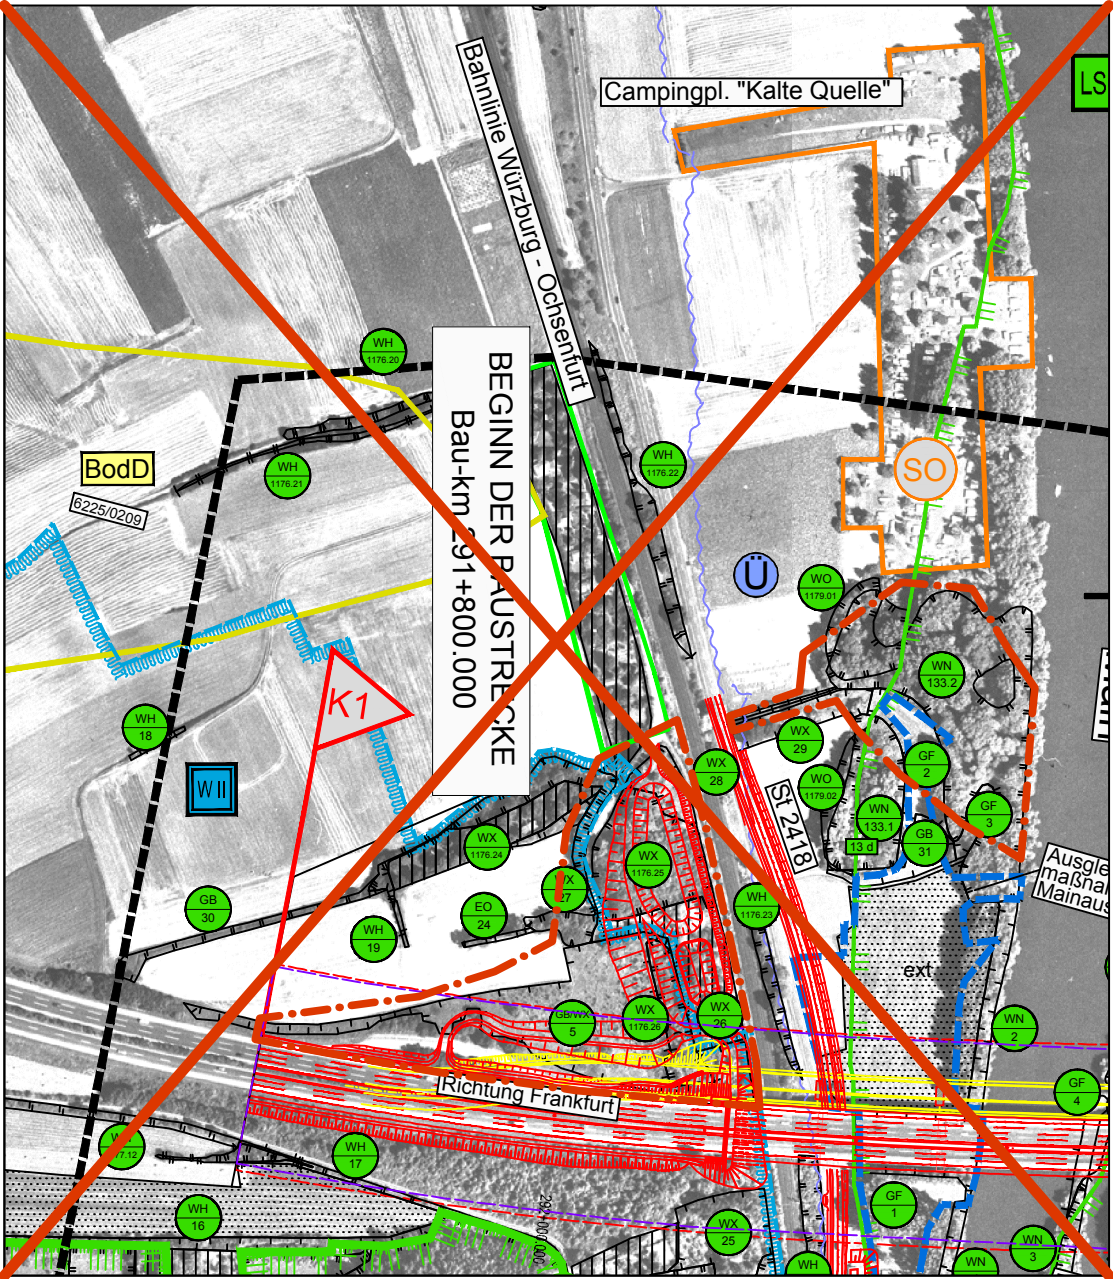 Campingpl. "Kalte Quelle"
LS
Bahnlinie Würzburg - Ochsenfurt
WH
1176.20
BEGINN DER BAUSTRECKE
Bau-km 291+800.000
BodD
6225/0209
WH
1176.21
WH
1176.22
SO
Ü
WO
1179.01
WN
133.2
K1
WH
18
W II
WX
29
WX
28
GF
2
WO
1179.02
St 2418
WN
133.1
GF
3
GB
31
13 d
WX
1176.24
WX
1176.25
WX
27
GB
30
EO
24
WH
19
WH
1176.23
ext.
GB/WX
5
WX
1176.26
WX
26
WN
2
GF
4
Richtung Frankfurt
WH
17
WH
16
GF
1
WX
25
WN
3
WN
WH